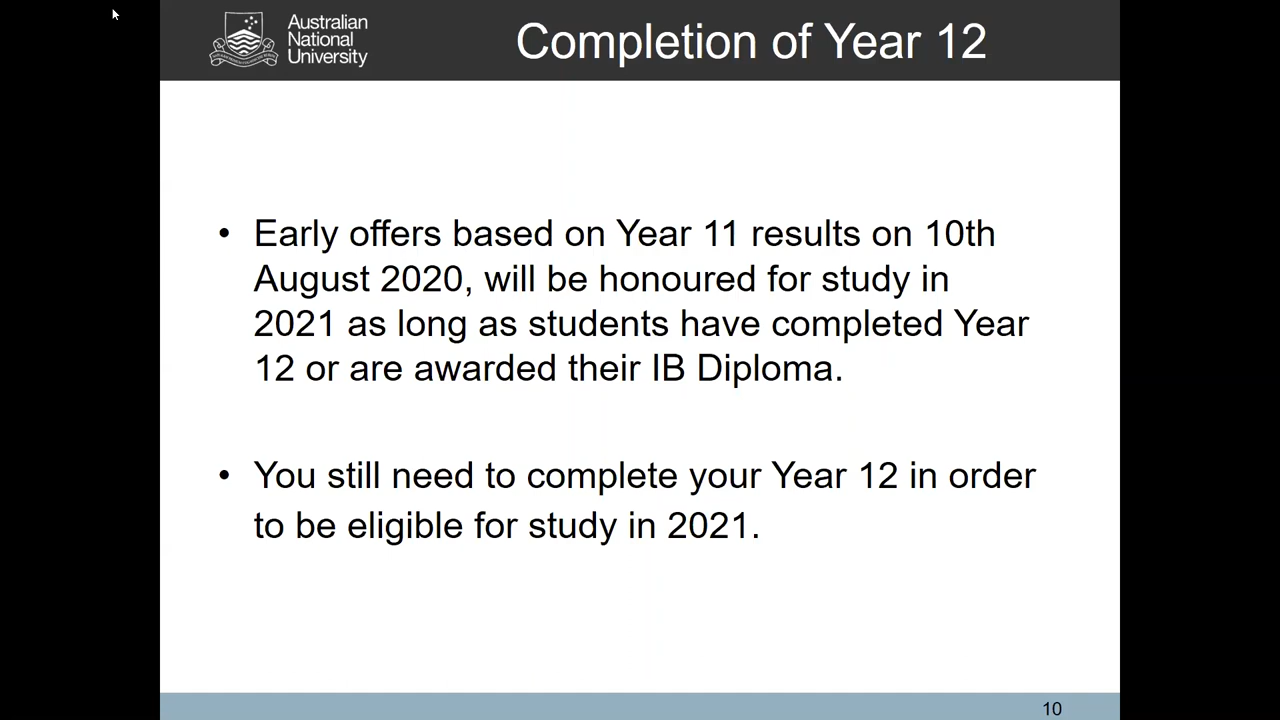 Australian
National
University
Completion of Year 12
• Early offers based on Year 11 results on 10th
August 2020, will be honoured for study in
2021 as long as students have completed Year
12 or are awarded their IB Diploma.
• You still need to complete your Year 12 in order
to be eligible for study in 2021.
10